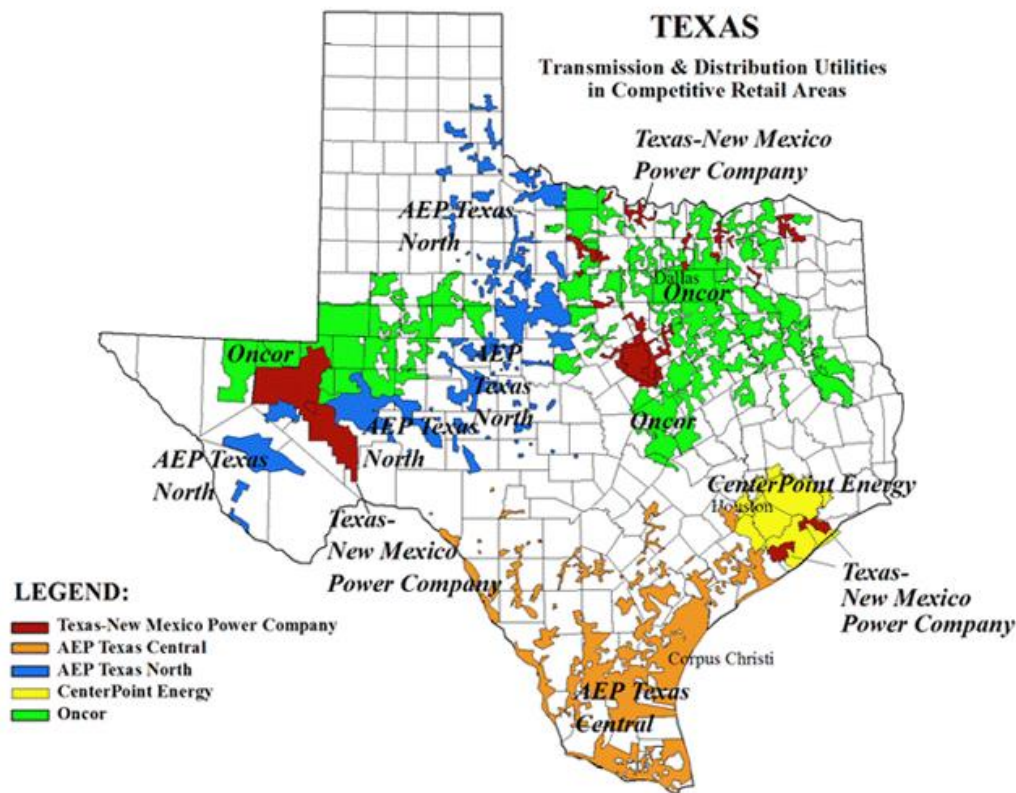 TEXAS
Transmission & Distribution Utilities
in Competitive Retail Areas
Texas-New Mexico
Power Company
AEP Texas
North
Dallas
Oncor
Oncor
AEP
Texas
North
AEP Texas
North
Oncor
AEP Texas
North
CenterPoint Energy
Houston
Texas-
New Mexico
Power Company
Texas-
New Mexico
Power Company
Corpus Christi
AEP Texas
Central
LEGEND:
Texas-New Mexico Power Company
AEP Texas Central
AEP Texas North
CenterPoint Energy
Oncor